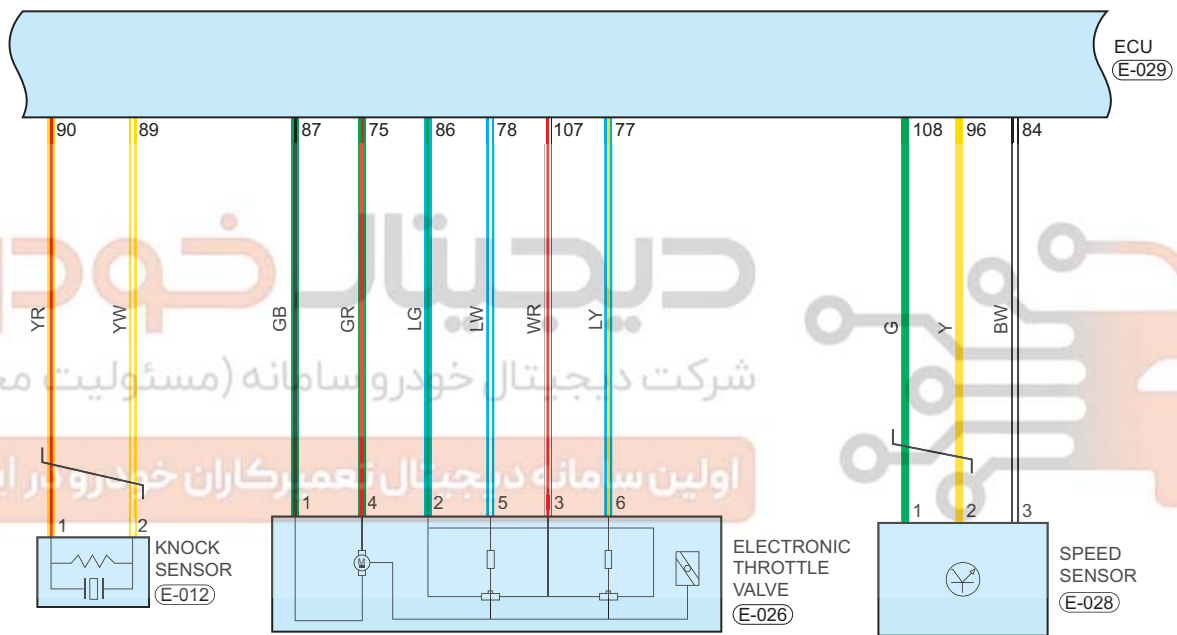 ECU
E-029
90 89 87 75 86 78 107 77 108 96 84
دیجیتال
YR YW GB GR LG LW WR LY G Y BW
شرکت دیجیتال خودرو سامانه (مسئولیت
اولین سامانه دیجیتال تعمیرکاران خودرو در
1 2 1 4 2 5 3 6 1 2 3
KNOCK
SENSOR
E-012
M
ELECTRONIC
THROTTLE
VALVE
E-026
SPEED
SENSOR
E-028